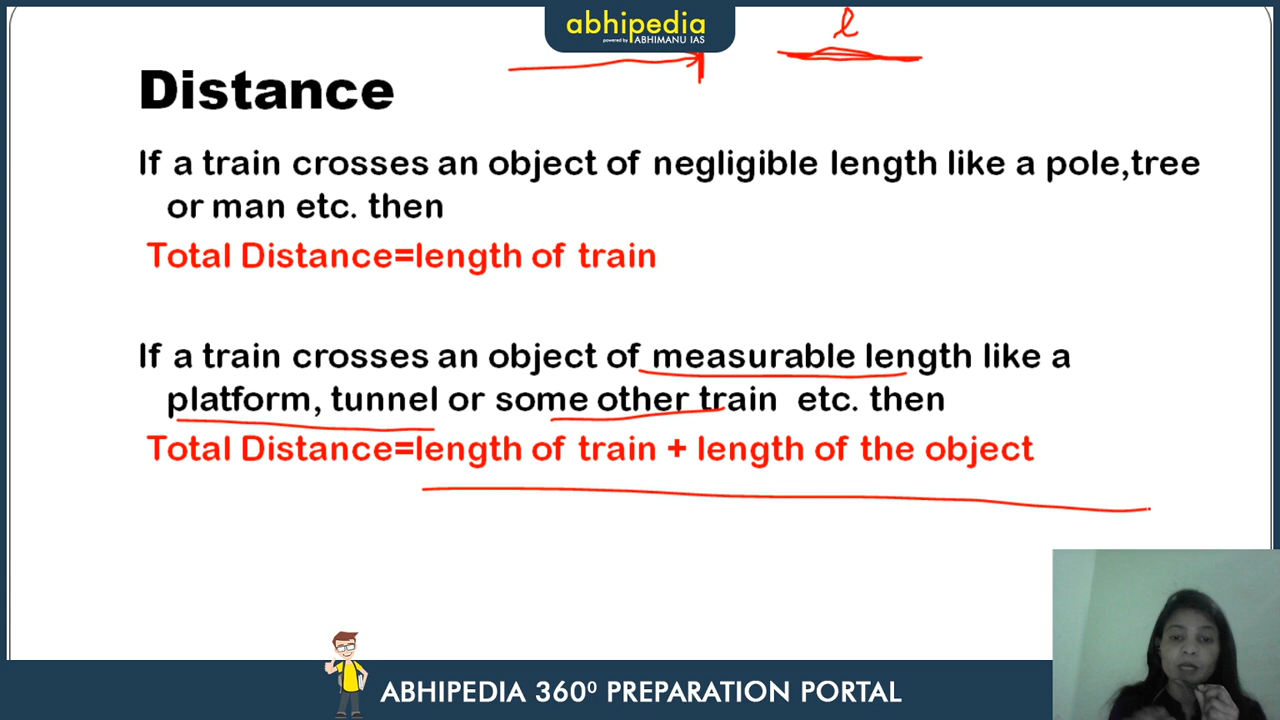 abhipedia
powered by ABHIMANU IAS
l
Distance
If a train crosses an object of negligible length like a pole,tree
or man etc. then
Total Distance=length of train
If a train crosses an object of measurable length like a
platform, tunnel or some other train etc. then
Total Distance=length of train + length of the object
ABHIPEDIA 360⁰ PREPARATION PORTAL